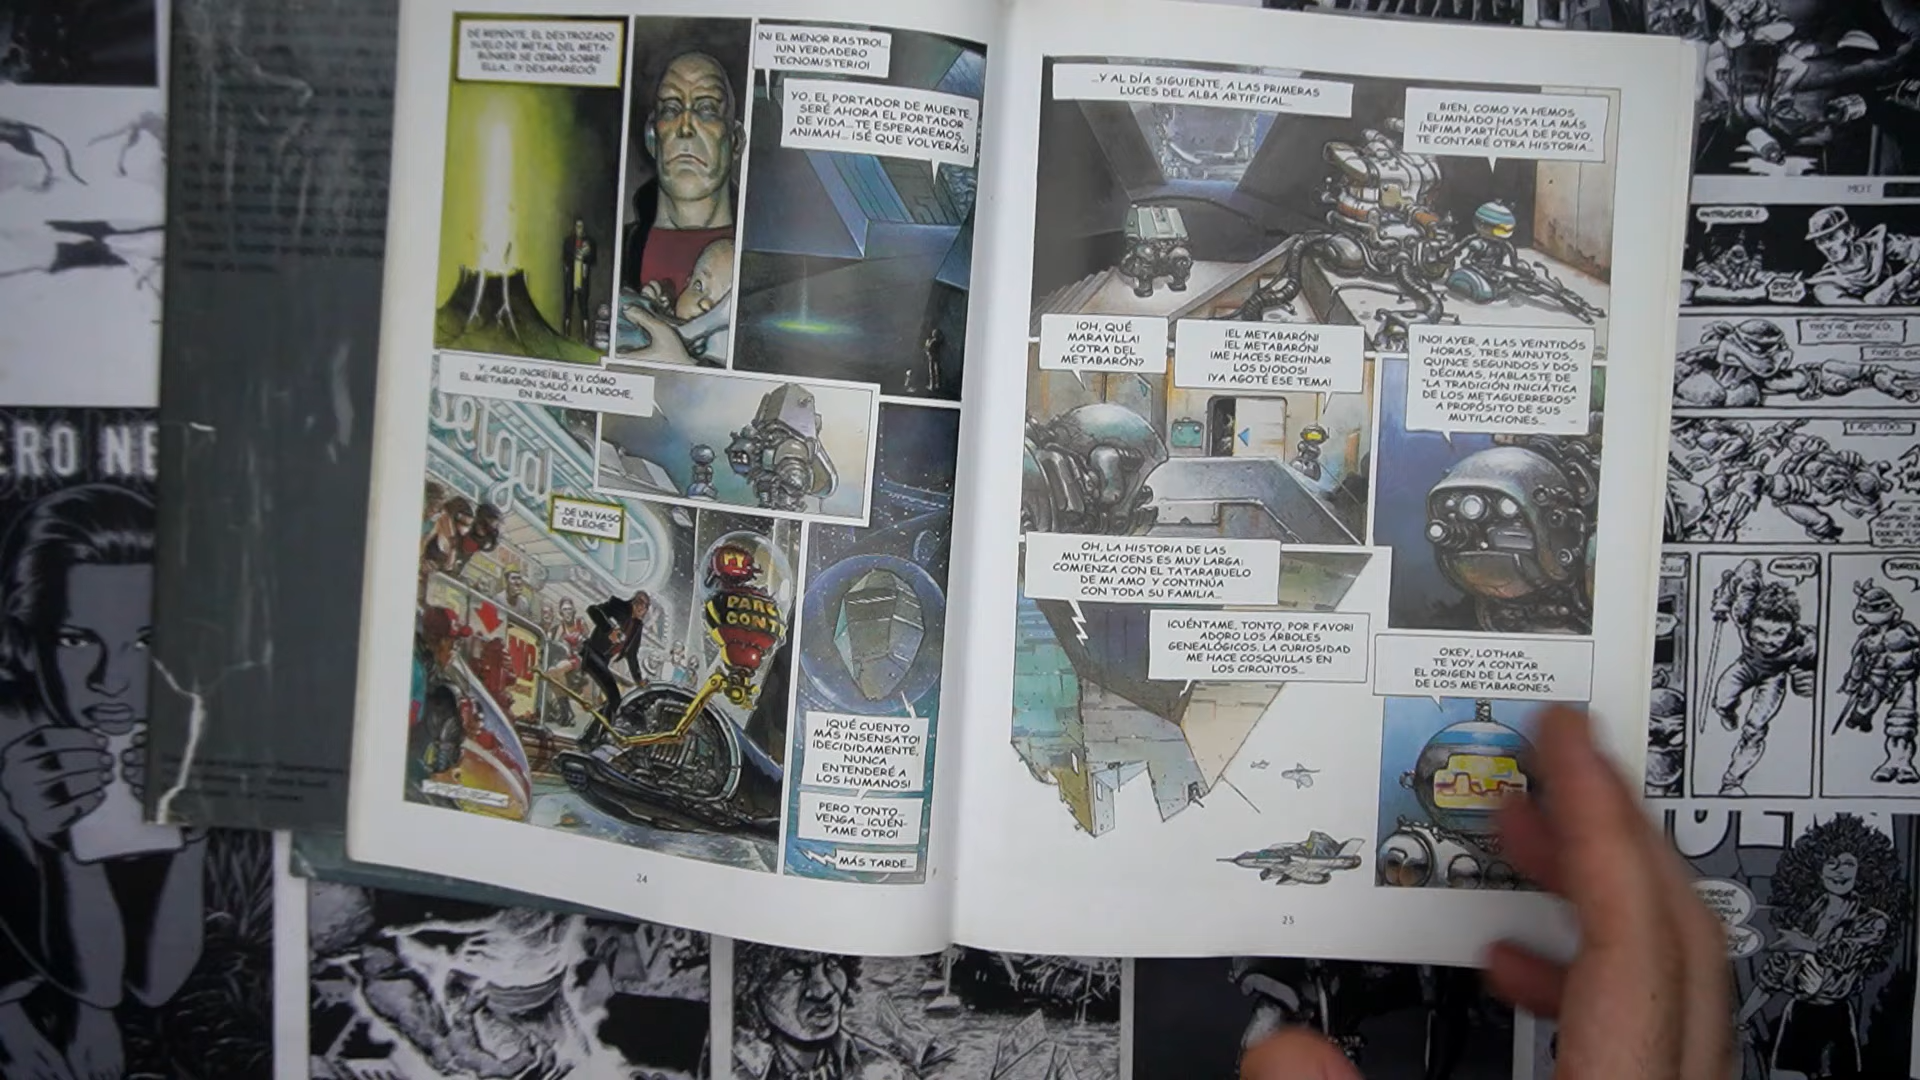 DE REPENTE, EL DESTROZADO
SUELO DE METAL DEL META-
BUNKER SE CERRÓ SOBRE
ELLA... ¡Y DESAPARECIÓ!
¡NI EL MENOR RASTRO!...
¡UN VERDADERO
TECNOMISTERIO!
YO, EL PORTADOR DE MUERTE,
SERÉ AHORA EL PORTADOR
DE VIDA... TE ESPERAREMOS,
ANIMAH... ¡SÉ QUE VOLVERÁS!
Y, ALGO INCREÍBLE, VI CÓMO
EL METABARÓN SALIÓ A LA NOCHE,
EN BUSCA...
"...DE UN VASO
DE LECHE."
PARC
CONT
¡QUÉ CUENTO
MÁS INSENSATO!
¡DECIDIDAMENTE,
NUNCA
ENTENDERÉ A
LOS HUMANOS!
PERO TONTO...
VENGA... ¡CUÉN-
TAME OTRO!
MÁS TARDE...
24
...Y AL DÍA SIGUIENTE, A LAS PRIMERAS
LUCES DEL ALBA ARTIFICIAL...
BIEN, COMO YA HEMOS
ELIMINADO HASTA LA MÁS
ÍNFIMA PARTÍCULA DE POLVO,
TE CONTARÉ OTRA HISTORIA...
¡OH, QUÉ
MARAVILLA!
¿OTRA DEL
METABARÓN?
¡EL METABARÓN!
¡EL METABARÓN!
¡ME HACES RECHINAR
LOS DIODOS!
¡YA AGOTÉ ESE TEMA!
¡NO! AYER, A LAS VEINTIDÓS
HORAS, TRES MINUTOS,
QUINCE SEGUNDOS Y DOS
DÉCIMAS, HABLASTE DE
"LA TRADICIÓN INICIÁTICA
DE LOS METAGUERREROS"
A PROPÓSITO DE SUS
MUTILACIONES...
OH, LA HISTORIA DE LAS
MUTILACIOENS ES MUY LARGA:
COMIENZA CON EL TATARABUELO
DE MI AMO Y CONTINÚA
CON TODA SU FAMILIA...
¡CUÉNTAME, TONTO, POR FAVOR!
ADORO LOS ÁRBOLES
GENEALÓGICOS. LA CURIOSIDAD
ME HACE COSQUILLAS EN
LOS CIRCUITOS...
OKEY, LOTHAR...
TE VOY A CONTAR
EL ORIGEN DE LA CASTA
DE LOS METABARONES.
25
ERO NE
INTRUDER!